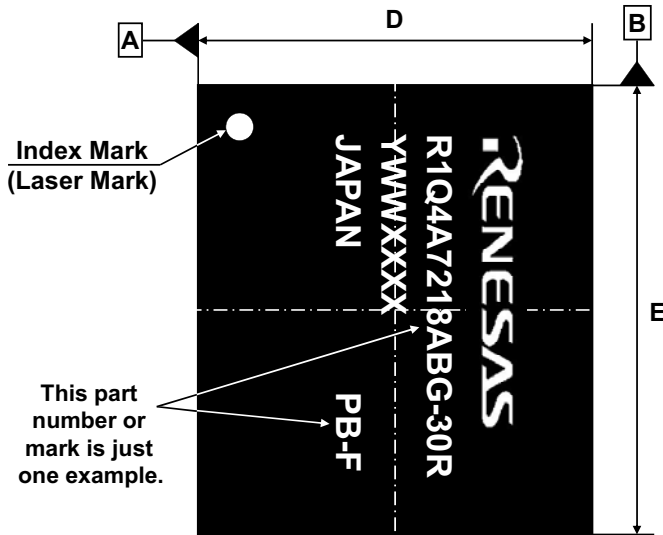 A
D
B
Index Mark
(Laser Mark)
RENESAS
R1Q4A7218ABG-30R
YWWXXXX
JAPAN
PB-F
E
This part
number or
mark is just
one example.